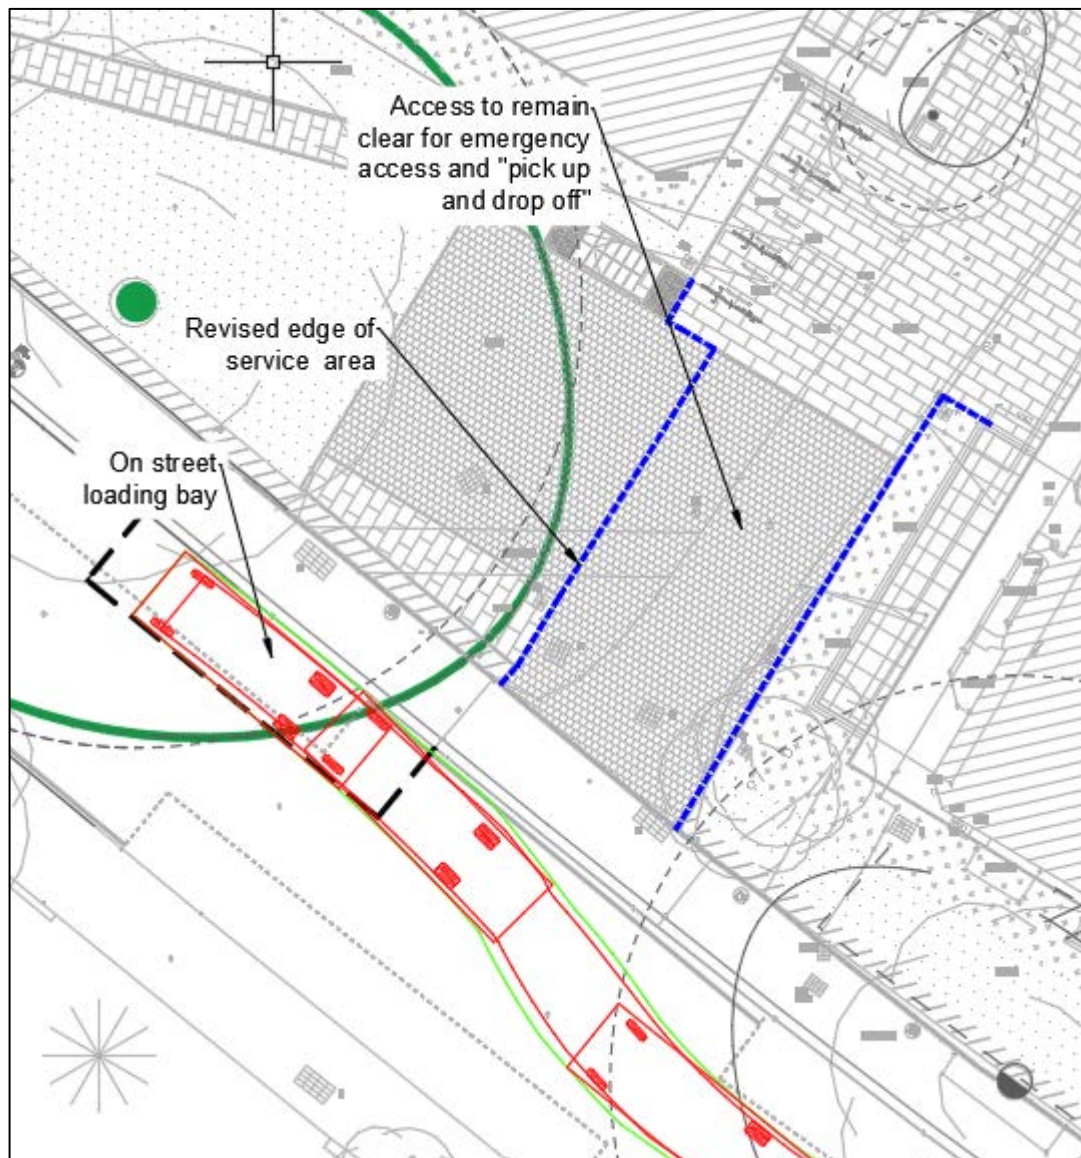 Access to remain
clear for emergency
access and "pick up
and drop off"
Revised edge of
service area
On street
loading bay